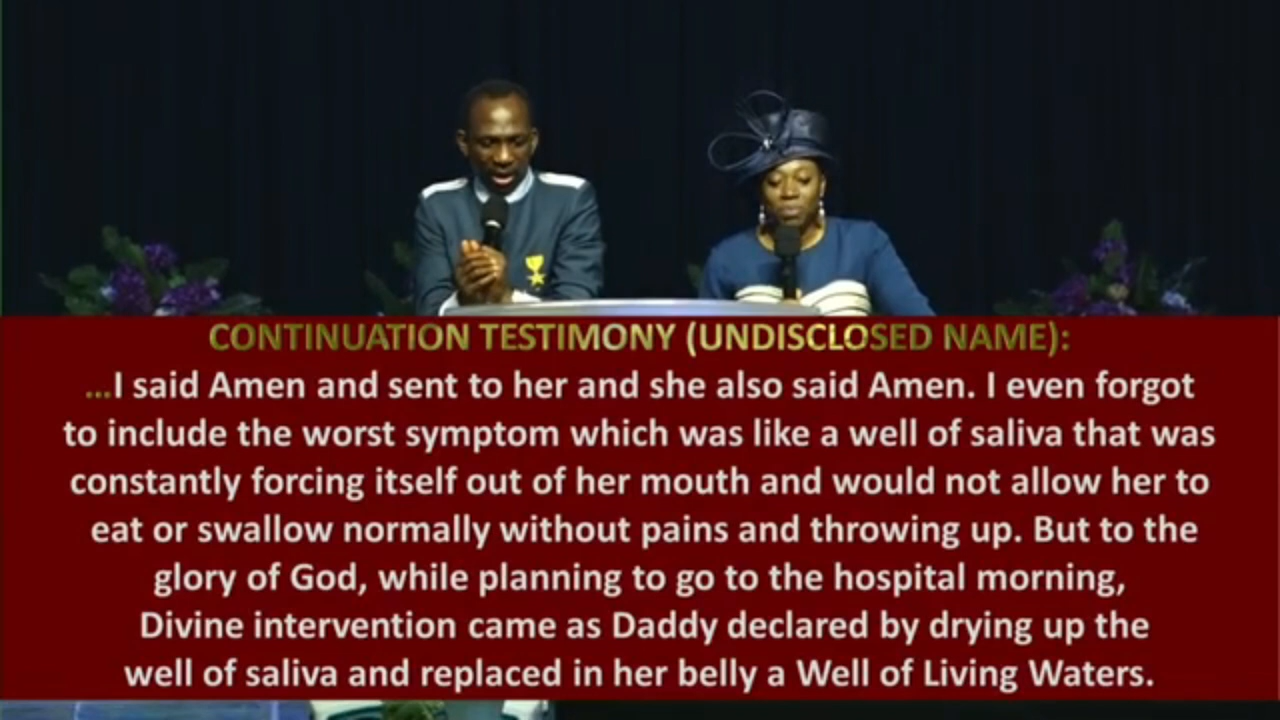 CONTINUATION TESTIMONY (UNDISCLOSED NAME):
...I said Amen and sent to her and she also said Amen. I even forgot
to include the worst symptom which was like a well of saliva that was
constantly forcing itself out of her mouth and would not allow her to
eat or swallow normally without pains and throwing up. But to the
glory of God, while planning to go to the hospital morning,
Divine intervention came as Daddy declared by drying up the
well of saliva and replaced in her belly a Well of Living Waters.